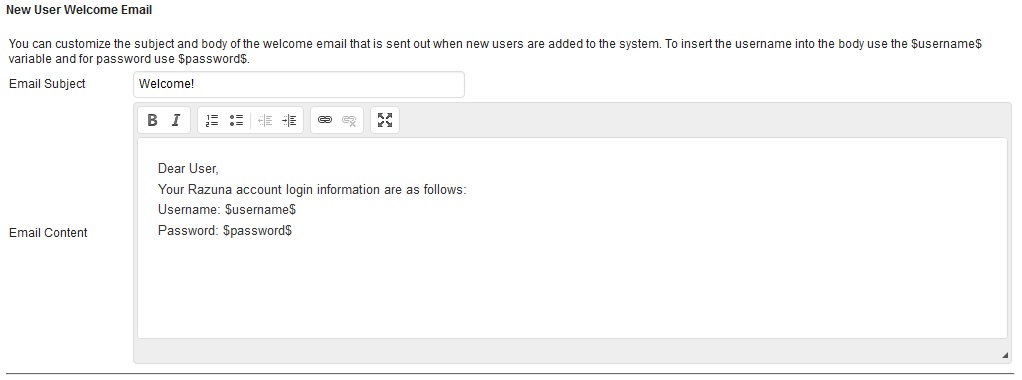 New User Welcome Email
You can customize the subject and body of the welcome email that is sent out when new users are added to the system. To insert the username into the body use the $username$
variable and for password use $password$.
Email Subject
Welcome!
B I
Dear User,
Your Razuna account login information are as follows:
Username: $username$
Email Content
Password: $password$